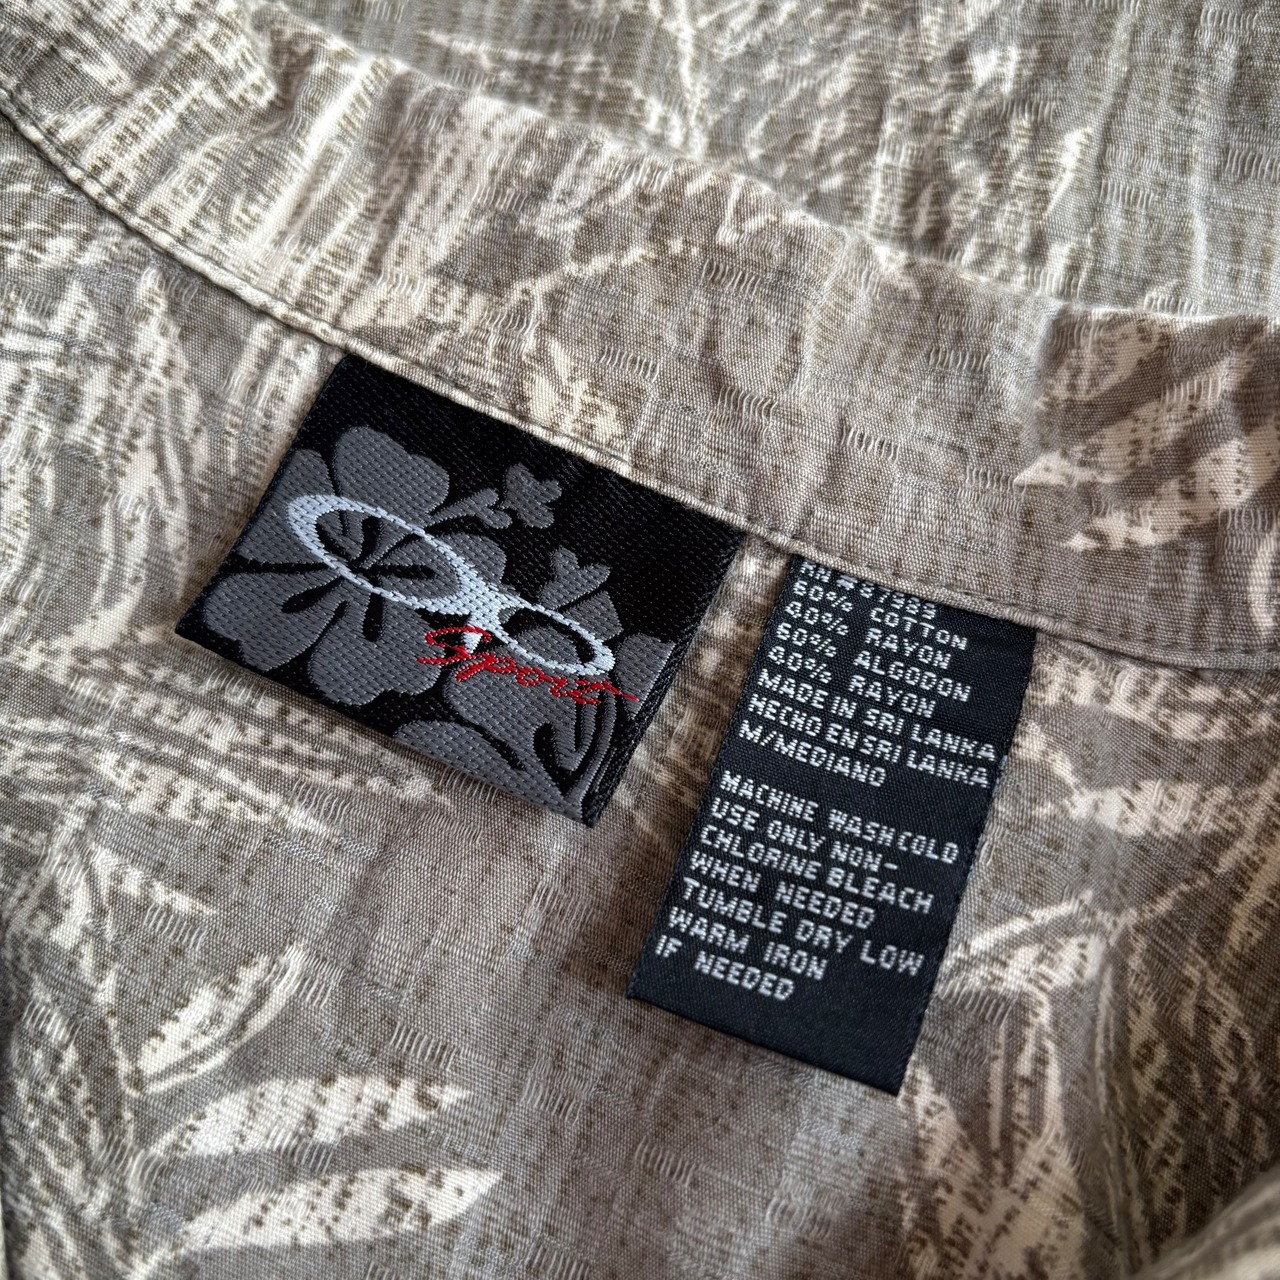 Sport
60% COTTON
40% RAYON
60% ALGODON
40% RAYON
MADE IN SRI LANKA
HECHO EN SRI LANKA
M/MEDIANO
MACHINE WASH COLD
USE ONLY NON-
CHLORINE BLEACH
WHEN NEEDED
TUMBLE DRY LOW
WARM IRON
IF NEEDED